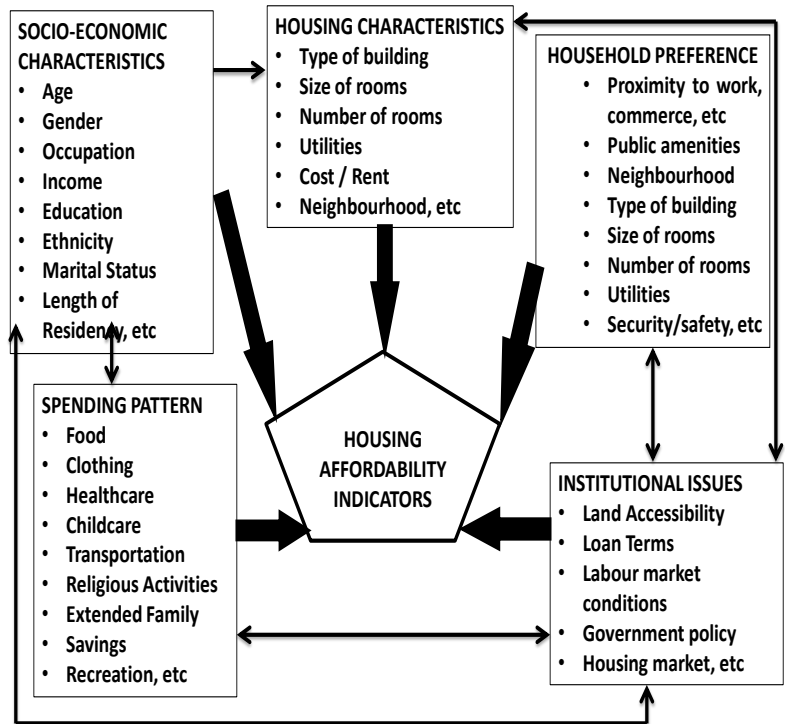 SOCIO-ECONOMIC
CHARACTERISTICS
• Age
• Gender
• Occupation
• Income
• Education
• Ethnicity
• Marital Status
• Length of
Residency, etc
HOUSING CHARACTERISTICS
• Type of building
• Size of rooms
• Number of rooms
• Utilities
• Cost / Rent
• Neighbourhood, etc
HOUSEHOLD PREFERENCE
• Proximity to work,
commerce, etc
• Public amenities
• Neighbourhood
• Type of building
• Size of rooms
• Number of rooms
• Utilities
• Security/safety, etc
SPENDING PATTERN
• Food
• Clothing
• Healthcare
• Childcare
• Transportation
• Religious Activities
• Extended Family
• Savings
• Recreation, etc
HOUSING
AFFORDABILITY
INDICATORS
INSTITUTIONAL ISSUES
• Land Accessibility
• Loan Terms
• Labour market
conditions
• Government policy
• Housing market, etc